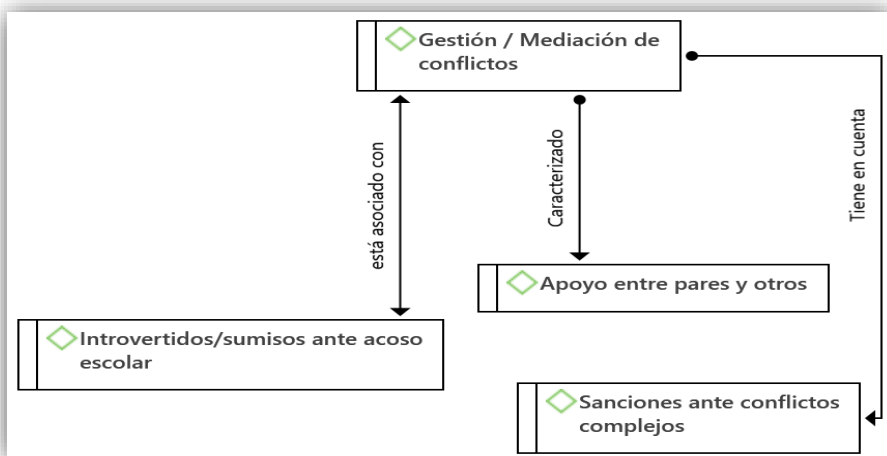 Gestión / Mediación de
conflictos
está asociado con
Caracterizado
Tiene en cuenta
Apoyo entre pares y otros
Introvertidos/sumisos ante acoso
escolar
Sanciones ante conflictos
complejos